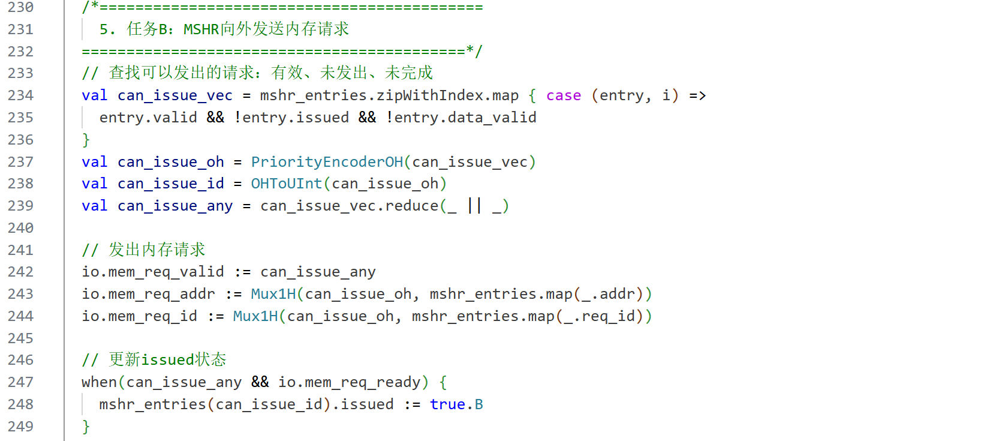 230 /*===========================================
231   5. 任务B：MSHR向外发送内存请求
232 ===========================================*/
233 // 查找可以发出的请求：有效、未发出、未完成
234 val can_issue_vec = mshr_entries.zipWithIndex.map { case (entry, i) =>
235   entry.valid && !entry.issued && !entry.data_valid
236 }
237 val can_issue_oh = PriorityEncoderOH(can_issue_vec)
238 val can_issue_id = OHToUInt(can_issue_oh)
239 val can_issue_any = can_issue_vec.reduce(_ || _)
240
241 // 发出内存请求
242 io.mem_req_valid := can_issue_any
243 io.mem_req_addr := Mux1H(can_issue_oh, mshr_entries.map(_.addr))
244 io.mem_req_id := Mux1H(can_issue_oh, mshr_entries.map(_.req_id))
245
246 // 更新issued状态
247 when(can_issue_any && io.mem_req_ready) {
248   mshr_entries(can_issue_id).issued := true.B
249 }